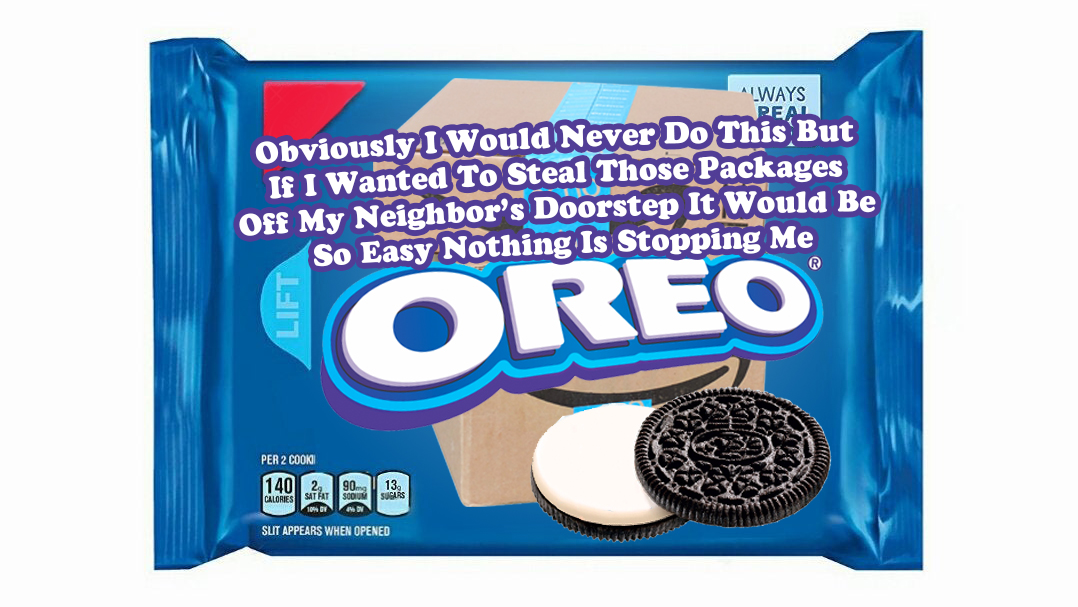 ALWAYS
REAL
Obviously I Would Never Do This But
If I Wanted To Steal Those Packages
Off My Neighbor's Doorstep It Would Be
So Easy Nothing Is Stopping Me
LIFT
OREO®
PER 2 COOKI
140 CALORIES
2g SAT FAT 10% DV
90mg SODIUM 4% DV
13g SUGARS
SLIT APPEARS WHEN OPENED